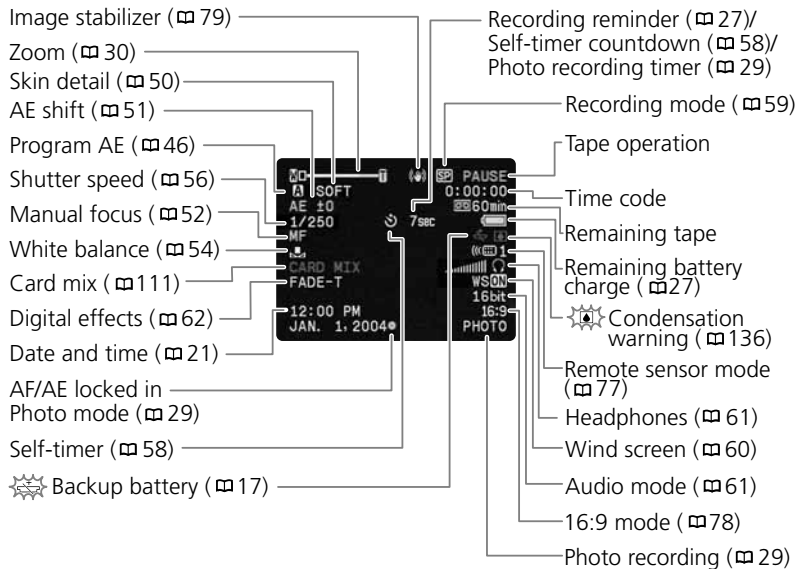 Image stabilizer (79)
Zoom (30)
Skin detail (50)
AE shift (51)
Program AE (46)
Shutter speed (56)
Manual focus (52)
White balance (54)
Card mix (111)
Digital effects (62)
Date and time (21)
AF/AE locked in
Photo mode (29)
Self-timer (58)
Backup battery (17)
W T SP PAUSE
A SOFT 0:00:00
AE ±0 60min
1/250 7sec
MF
1
CARD MIX
FADE-T WS ON
16bit
12:00 PM 16:9
JAN. 1, 2004 PHOTO
Recording reminder (27)/
Self-timer countdown (58)/
Photo recording timer (29)
Recording mode (59)
Tape operation
Time code
Remaining tape
Remaining battery
charge (27)
Condensation
warning (136)
Remote sensor mode
(77)
Headphones (61)
Wind screen (60)
Audio mode (61)
16:9 mode (78)
Photo recording (29)